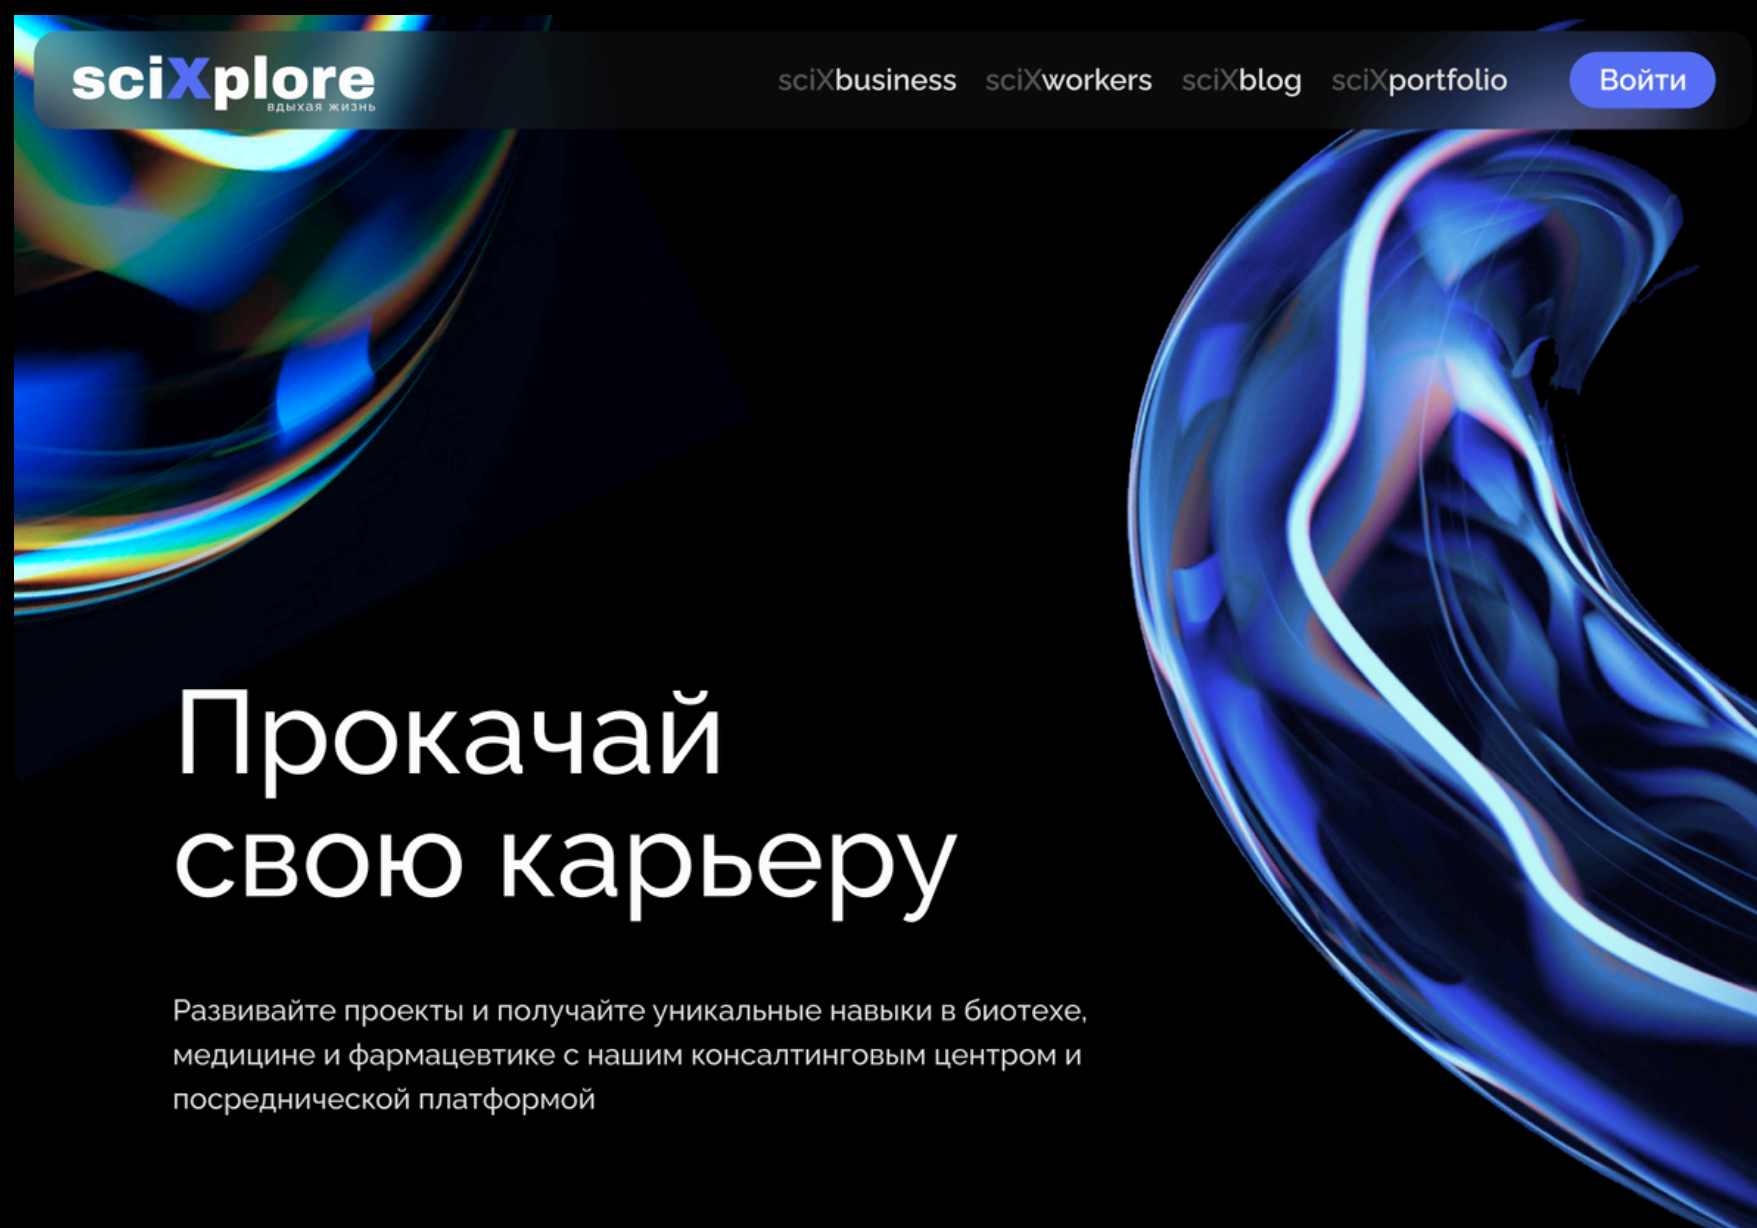 sciXplore
вдыхая жизнь
sciXbusiness sciXworkers sciXblog sciXportfolio Войти
Прокачай
свою карьеру
Развивайте проекты и получайте уникальные навыки в биотехе,
медицине и фармацевтике с нашим консалтинговым центром и
посреднической платформой